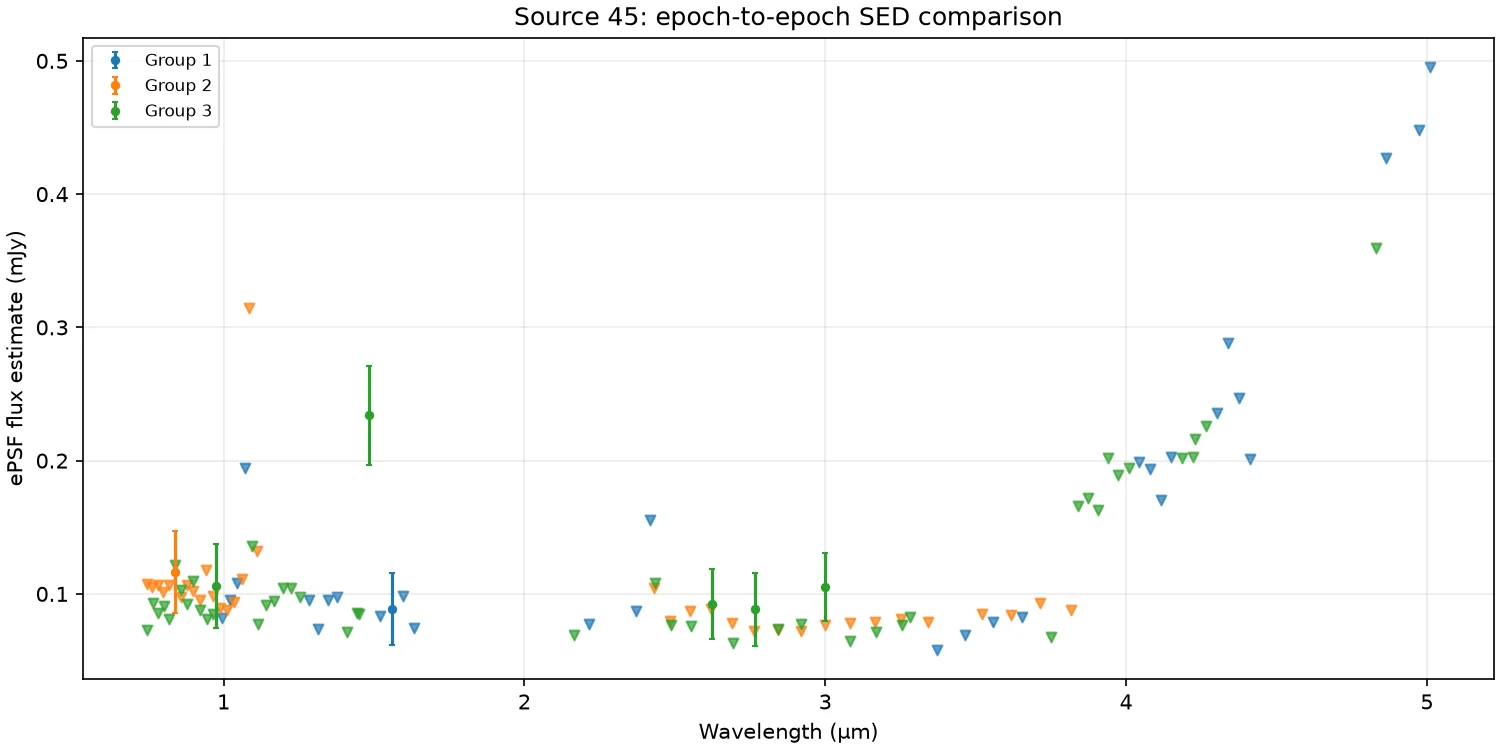 Source 45: epoch-to-epoch SED comparison
Group 1
Group 2
Group 3
ePSF flux estimate (mJy)
0.5
0.4
0.3
0.2
0.1
1 2 3 4 5
Wavelength (μm)